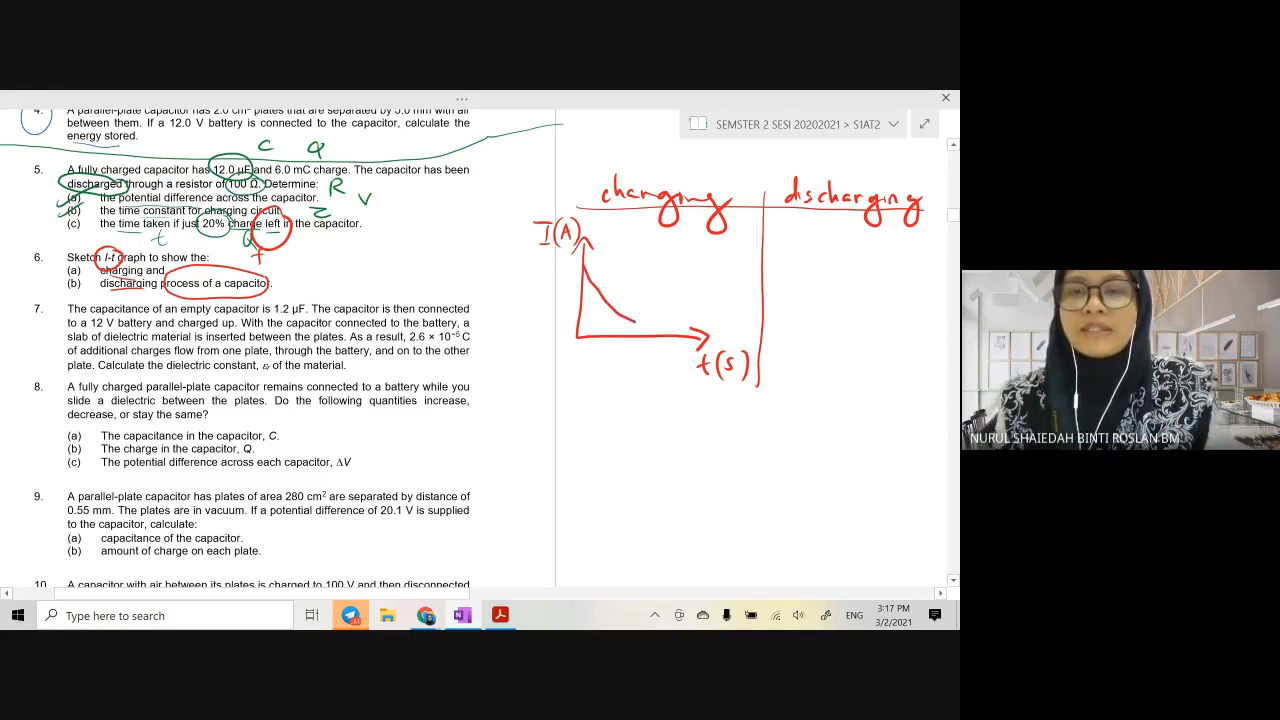 SEMSTER 2 SESI 20202021 > S1AT2
4. A parallel-plate capacitor has 2.0 cm² plates that are separated by 5.0 mm with air
between them. If a 12.0 V battery is connected to the capacitor, calculate the
energy stored.
C Q
5. A fully charged capacitor has 12.0 µF and 6.0 mC charge. The capacitor has been
discharged through a resistor of 100 Ω. Determine:
R
(a) the potential difference across the capacitor.
V
(b) the time constant for charging circuit
(c) the time taken if just 20% charge left in the capacitor.
t Q
6. Sketch I-t graph to show the:
(a) charging and
(b) discharging process of a capacitor.
7. The capacitance of an empty capacitor is 1.2 µF. The capacitor is then connected
to a 12 V battery and charged up. With the capacitor connected to the battery, a
slab of dielectric material is inserted between the plates. As a result, 2.6 × 10⁻⁵ C
of additional charges flow from one plate, through the battery, and on to the other
plate. Calculate the dielectric constant, εr of the material.
8. A fully charged parallel-plate capacitor remains connected to a battery while you
slide a dielectric between the plates. Do the following quantities increase,
decrease, or stay the same?
(a) The capacitance in the capacitor, C.
(b) The charge in the capacitor, Q.
(c) The potential difference across each capacitor, ΔV
9. A parallel-plate capacitor has plates of area 280 cm² are separated by distance of
0.55 mm. The plates are in vacuum. If a potential difference of 20.1 V is supplied
to the capacitor, calculate:
(a) capacitance of the capacitor.
(b) amount of charge on each plate.
10. A capacitor with air between its plates is charged to 100 V and then disconnected
charging discharging
I(A)
t(s)
NURUL SHAIEDAH BINTI ROSLAN BM
Type here to search
ENG
3:17 PM
3/2/2021